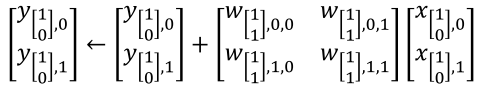 \begin{bmatrix} y_{\begin{bmatrix}1\\0\end{bmatrix},0} \\ y_{\begin{bmatrix}1\\0\end{bmatrix},1} \end{bmatrix} \leftarrow \begin{bmatrix} y_{\begin{bmatrix}1\\0\end{bmatrix},0} \\ y_{\begin{bmatrix}1\\0\end{bmatrix},1} \end{bmatrix} + \begin{bmatrix} w_{\begin{bmatrix}1\\1\end{bmatrix},0,0} & w_{\begin{bmatrix}1\\1\end{bmatrix},0,1} \\ w_{\begin{bmatrix}1\\1\end{bmatrix},1,0} & w_{\begin{bmatrix}1\\1\end{bmatrix},1,1} \end{bmatrix} \begin{bmatrix} x_{\begin{bmatrix}1\\0\end{bmatrix},0} \\ x_{\begin{bmatrix}1\\0\end{bmatrix},1} \end{bmatrix}